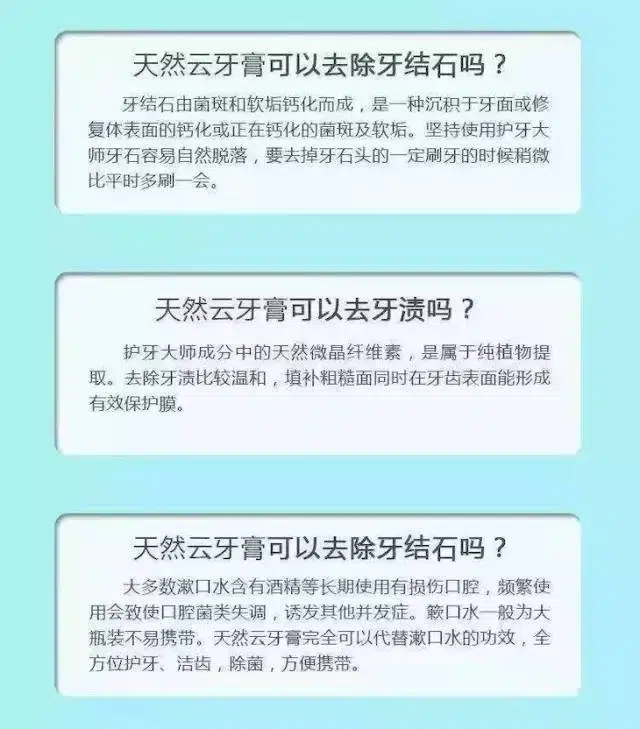 天然云牙膏可以去除牙结石吗？
牙结石由菌斑和软垢钙化而成，是一种沉积于牙面或修
复体表面的钙化或正在钙化的菌斑及软垢。坚持使用护牙大
师牙石容易自然脱落，要去掉牙石头的一定刷牙的时候稍微
比平时多刷一会。
天然云牙膏可以去牙渍吗？
护牙大师成分中的天然微晶纤维素，是属于纯植物提
取。去除牙渍比较温和，填补粗糙面同时在牙齿表面能形成
有效保护膜。
天然云牙膏可以去除牙结石吗？
大多数漱口水含有酒精等长期使用有损伤口腔，频繁使
用会致使口腔菌类失调，诱发其他并发症。簌口水一般为大
瓶装不易携带。天然云牙膏完全可以代替漱口水的功效，全
方位护牙、洁齿，除菌，方便携带。